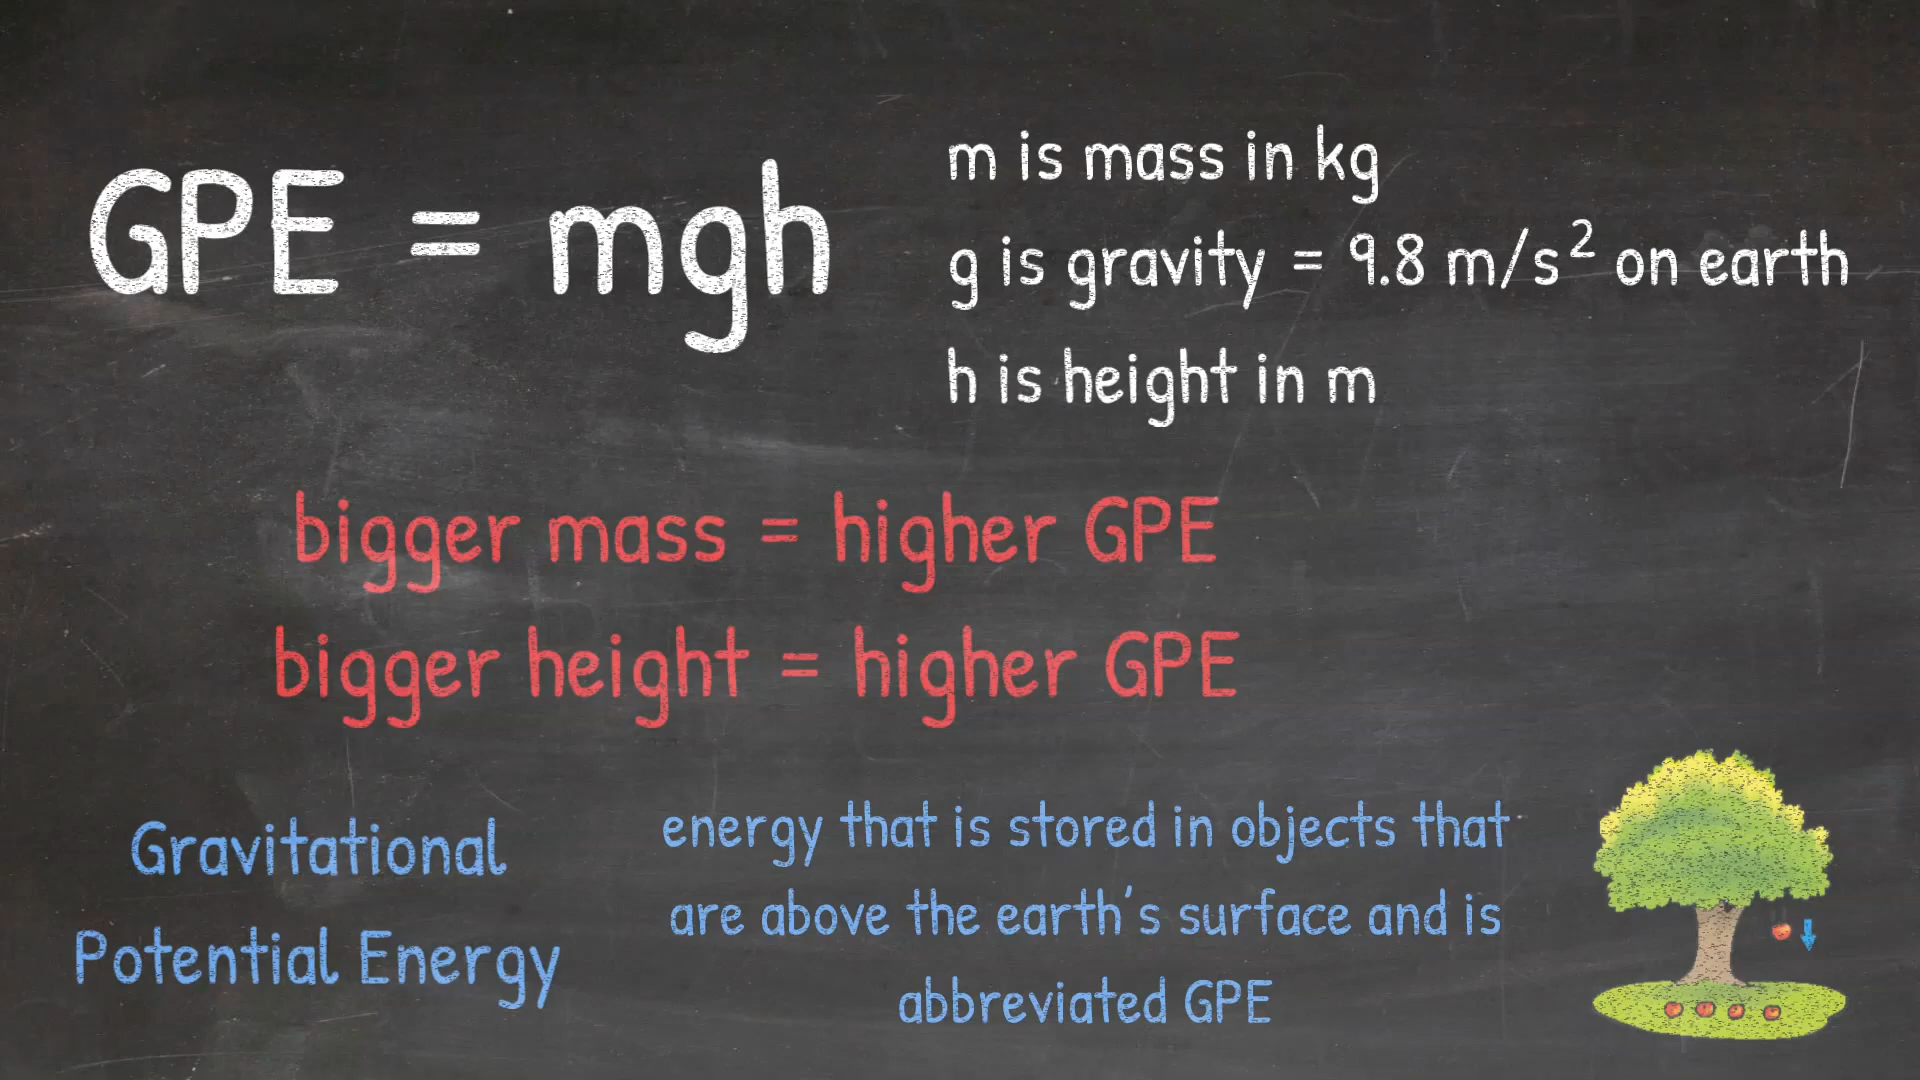 GPE = mgh
m is mass in kg
g is gravity = 9.8 m/s² on earth
h is height in m
bigger mass = higher GPE
bigger height = higher GPE
Gravitational
Potential Energy
energy that is stored in objects that
are above the earth's surface and is
abbreviated GPE